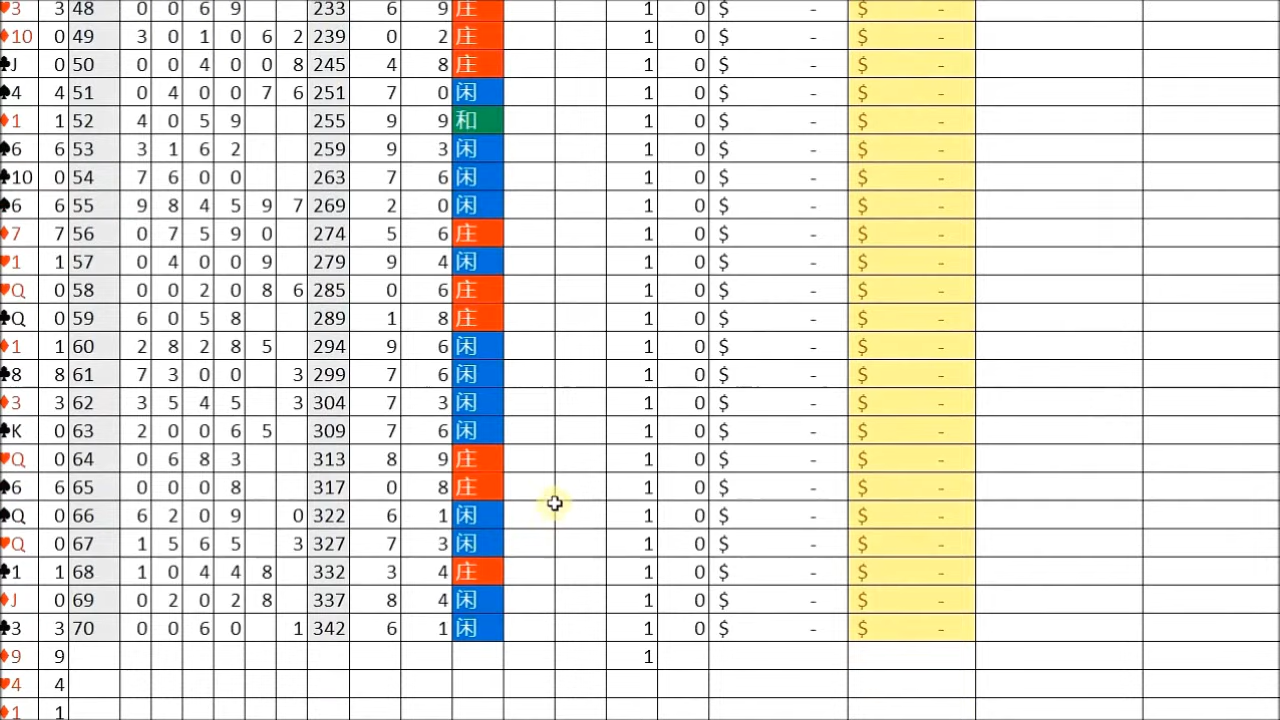 ♥3 3 48 0 0 6 9 233 6 9 庄 1 0 $ - $ -
♦10 0 49 3 0 1 0 6 2 239 0 2 庄 1 0 $ - $ -
♣J 0 50 0 0 4 0 0 8 245 4 8 庄 1 0 $ - $ -
♠4 4 51 0 4 0 0 7 6 251 7 0 闲 1 0 $ - $ -
♦1 1 52 4 0 5 9 255 9 9 和 1 0 $ - $ -
♠6 6 53 3 1 6 2 259 9 3 闲 1 0 $ - $ -
♣10 0 54 7 6 0 0 263 7 6 闲 1 0 $ - $ -
♠6 6 55 9 8 4 5 9 7 269 2 0 闲 1 0 $ - $ -
♦7 7 56 0 7 5 9 0 274 5 6 庄 1 0 $ - $ -
♥1 1 57 0 4 0 0 9 279 9 4 闲 1 0 $ - $ -
♥Q 0 58 0 0 2 0 8 6 285 0 6 庄 1 0 $ - $ -
♣Q 0 59 6 0 5 8 289 1 8 庄 1 0 $ - $ -
♦1 1 60 2 8 2 8 5 294 9 6 闲 1 0 $ - $ -
♣8 8 61 7 3 0 0 3 299 7 6 闲 1 0 $ - $ -
♦3 3 62 3 5 4 5 3 304 7 3 闲 1 0 $ - $ -
♣K 0 63 2 0 0 6 5 309 7 6 闲 1 0 $ - $ -
♥Q 0 64 0 6 8 3 313 8 9 庄 1 0 $ - $ -
♠6 6 65 0 0 0 8 317 0 8 庄 1 0 $ - $ -
♠Q 0 66 6 2 0 9 0 322 6 1 闲 1 0 $ - $ -
♥Q 0 67 1 5 6 5 3 327 7 3 闲 1 0 $ - $ -
♣1 1 68 1 0 4 4 8 332 3 4 庄 1 0 $ - $ -
♦J 0 69 0 2 0 2 8 337 8 4 闲 1 0 $ - $ -
♣3 3 70 0 0 6 0 1 342 6 1 闲 1 0 $ - $ -
♦9 9 1
♥4 4
♦1 1